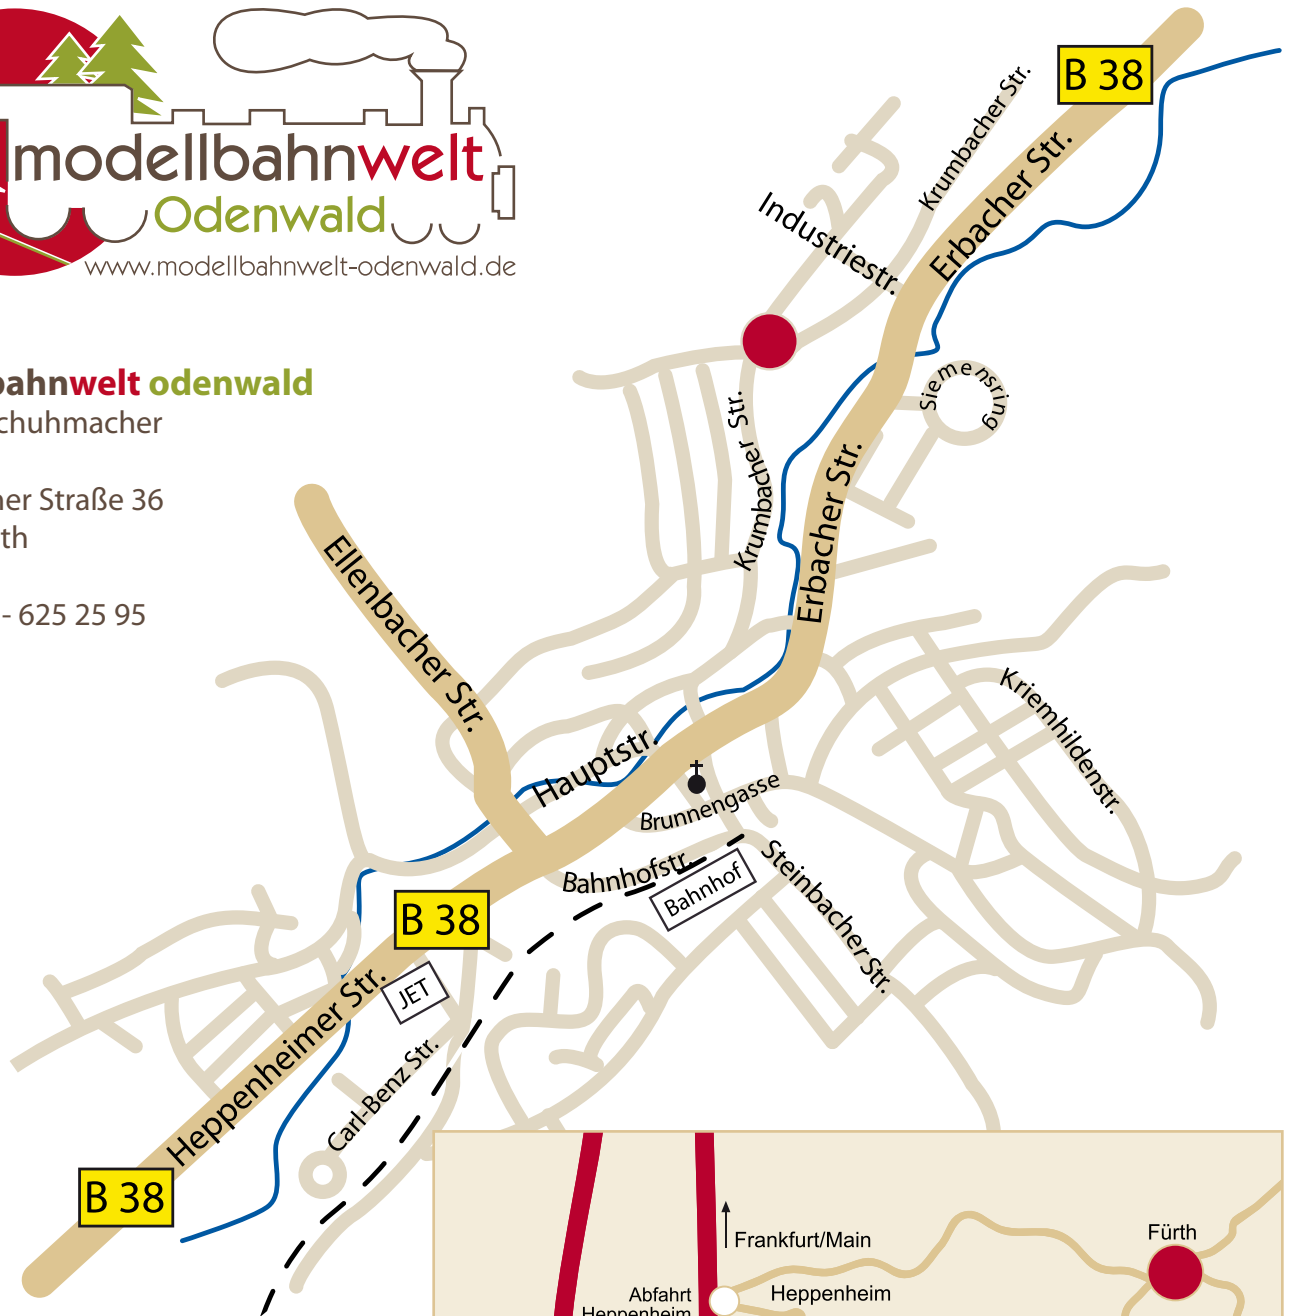 modellbahnwelt
Odenwald
www.modellbahnwelt-odenwald.de
bahnwelt odenwald
chuhmacher
ner Straße 36
th
- 625 25 95
B 38
Krumbacher Str.
Erbacher Str.
Industriestr.
Siemensring
Krumbacher Str.
Erbacher Str.
Ellenbacher Str.
Kriemhildenstr.
Hauptstr.
Brunnengasse
Bahnhofstr.
Bahnhof
Steinbacher Str.
B 38
JET
Heppenheimer Str.
Carl-Benz Str.
B 38
Frankfurt/Main
Fürth
Abfahrt
Heppenheim
Heppenheim